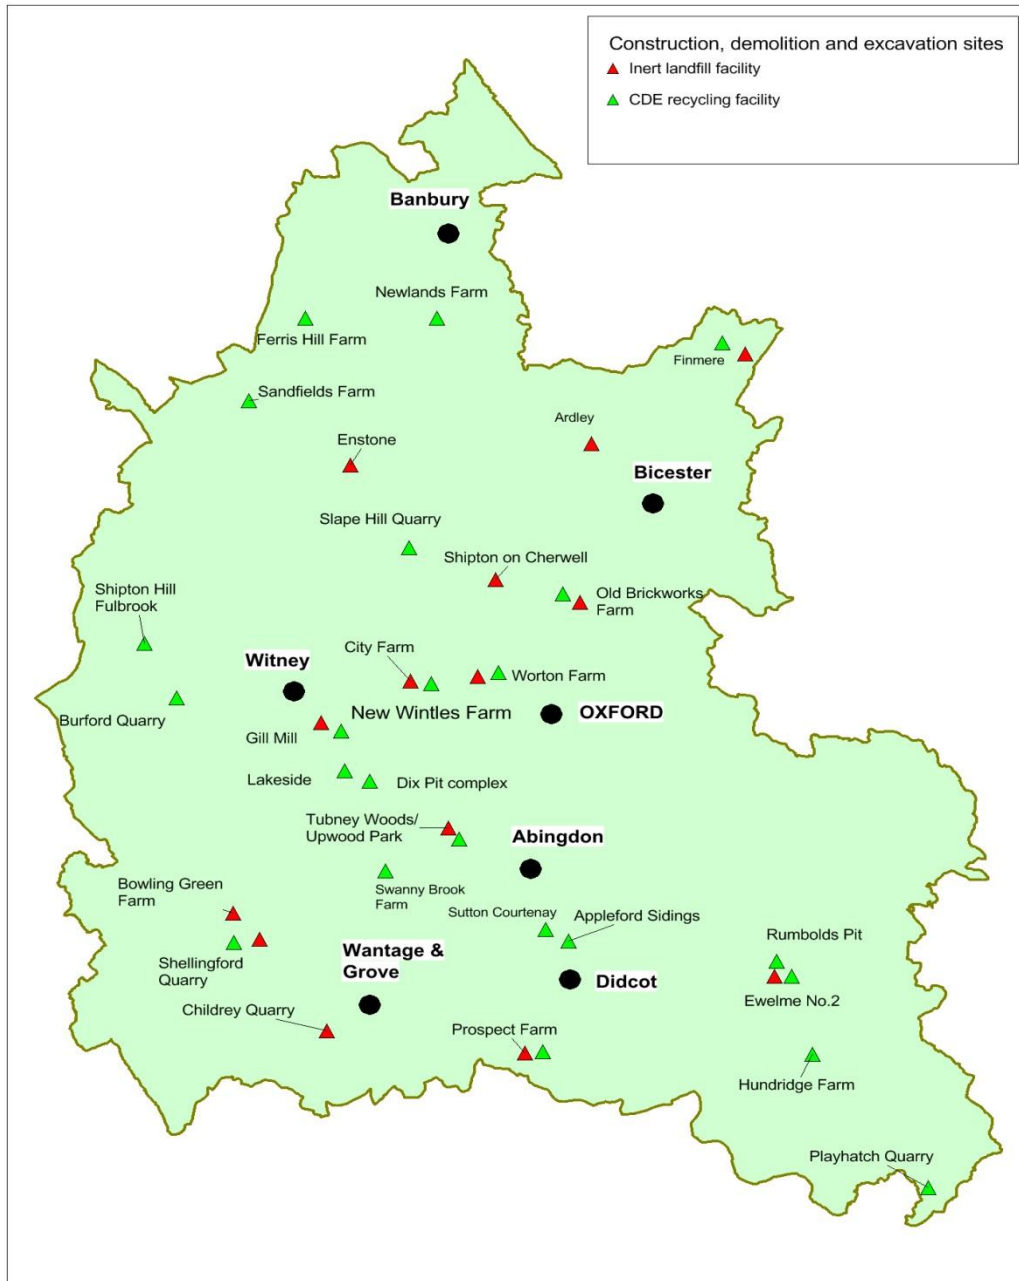 Construction, demolition and excavation sites
Inert landfill facility
CDE recycling facility
Banbury
Newlands Farm
Ferris Hill Farm
Finmere
Sandfields Farm
Ardley
Enstone
Bicester
Slape Hill Quarry
Shipton on Cherwell
Shipton Hill
Fulbrook
Old Brickworks
Farm
City Farm
Witney
Worton Farm
New Wintles Farm
OXFORD
Burford Quarry
Gill Mill
Lakeside
Dix Pit complex
Tubney Woods/
Upwood Park
Abingdon
Swanny Brook
Farm
Bowling Green
Farm
Sutton Courtenay
Appleford Sidings
Wantage &
Grove
Rumbolds Pit
Shellingford
Quarry
Didcot
Ewelme No.2
Childrey Quarry
Prospect Farm
Hundridge Farm
Playhatch Quarry